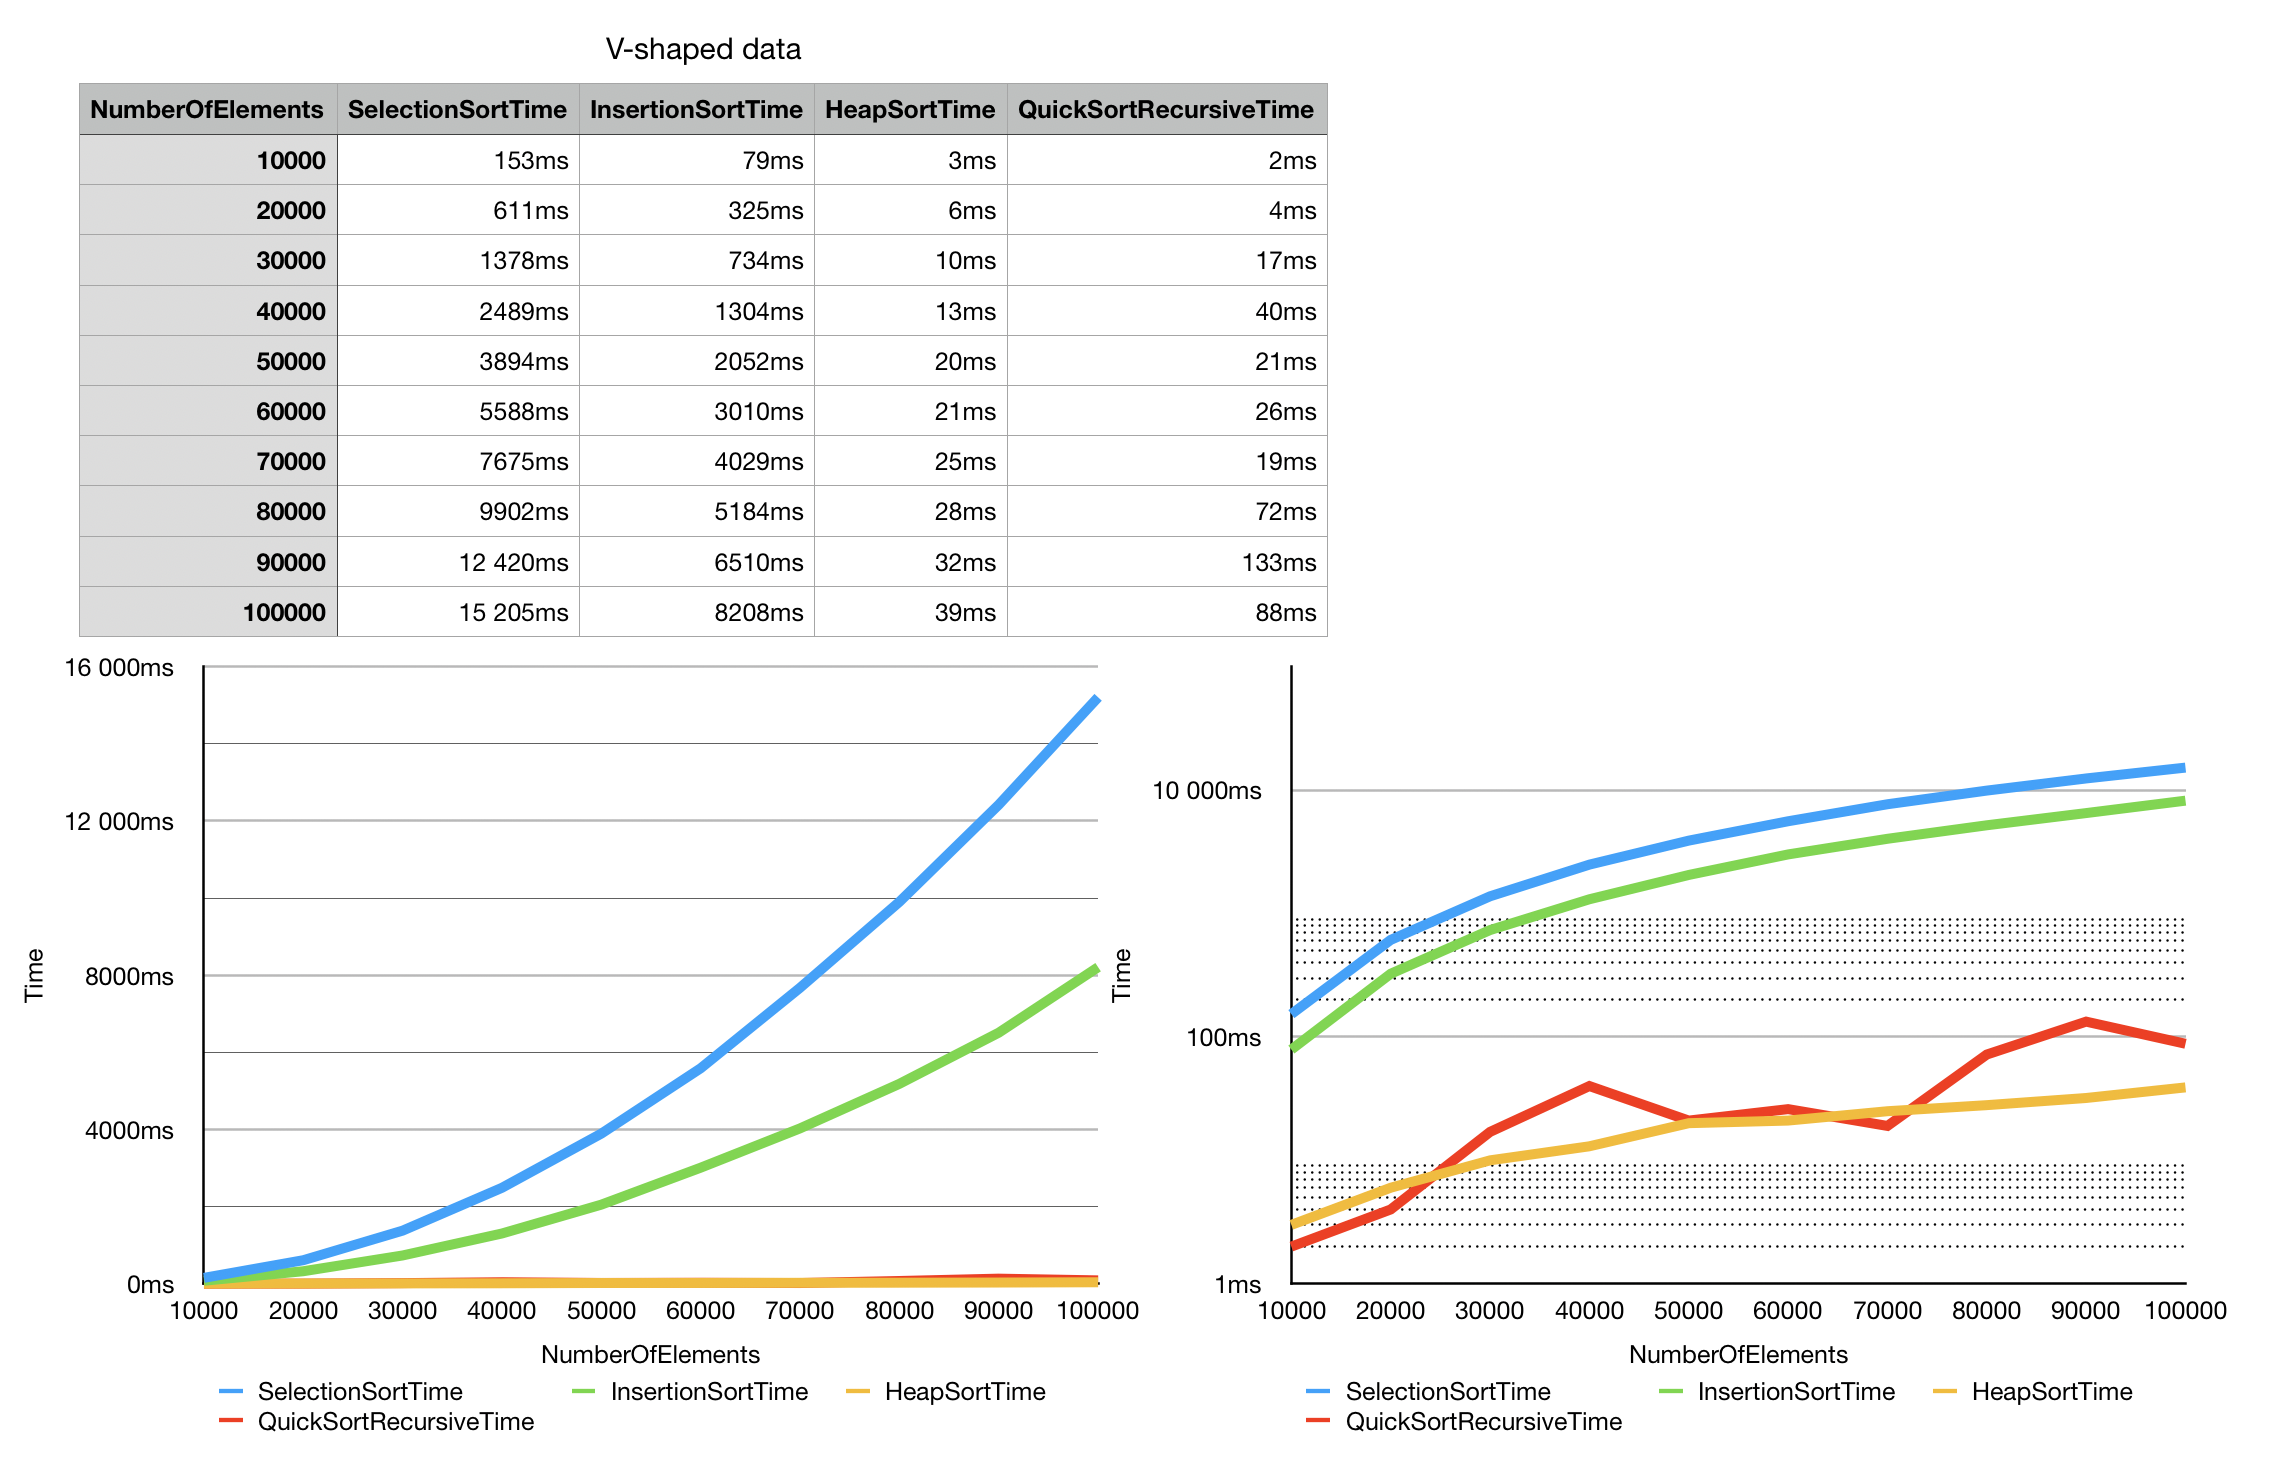 V-shaped data
NumberOfElements SelectionSortTime InsertionSortTime HeapSortTime QuickSortRecursiveTime
10000 153ms 79ms 3ms 2ms
20000 611ms 325ms 6ms 4ms
30000 1378ms 734ms 10ms 17ms
40000 2489ms 1304ms 13ms 40ms
50000 3894ms 2052ms 20ms 21ms
60000 5588ms 3010ms 21ms 26ms
70000 7675ms 4029ms 25ms 19ms
80000 9902ms 5184ms 28ms 72ms
90000 12 420ms 6510ms 32ms 133ms
100000 15 205ms 8208ms 39ms 88ms
Time
16 000ms
12 000ms
8000ms
4000ms
0ms
10000 20000 30000 40000 50000 60000 70000 80000 90000 100000
NumberOfElements
SelectionSortTime InsertionSortTime HeapSortTime
QuickSortRecursiveTime
Time
10 000ms
100ms
1ms
10000 20000 30000 40000 50000 60000 70000 80000 90000 100000
NumberOfElements
SelectionSortTime InsertionSortTime HeapSortTime
QuickSortRecursiveTime